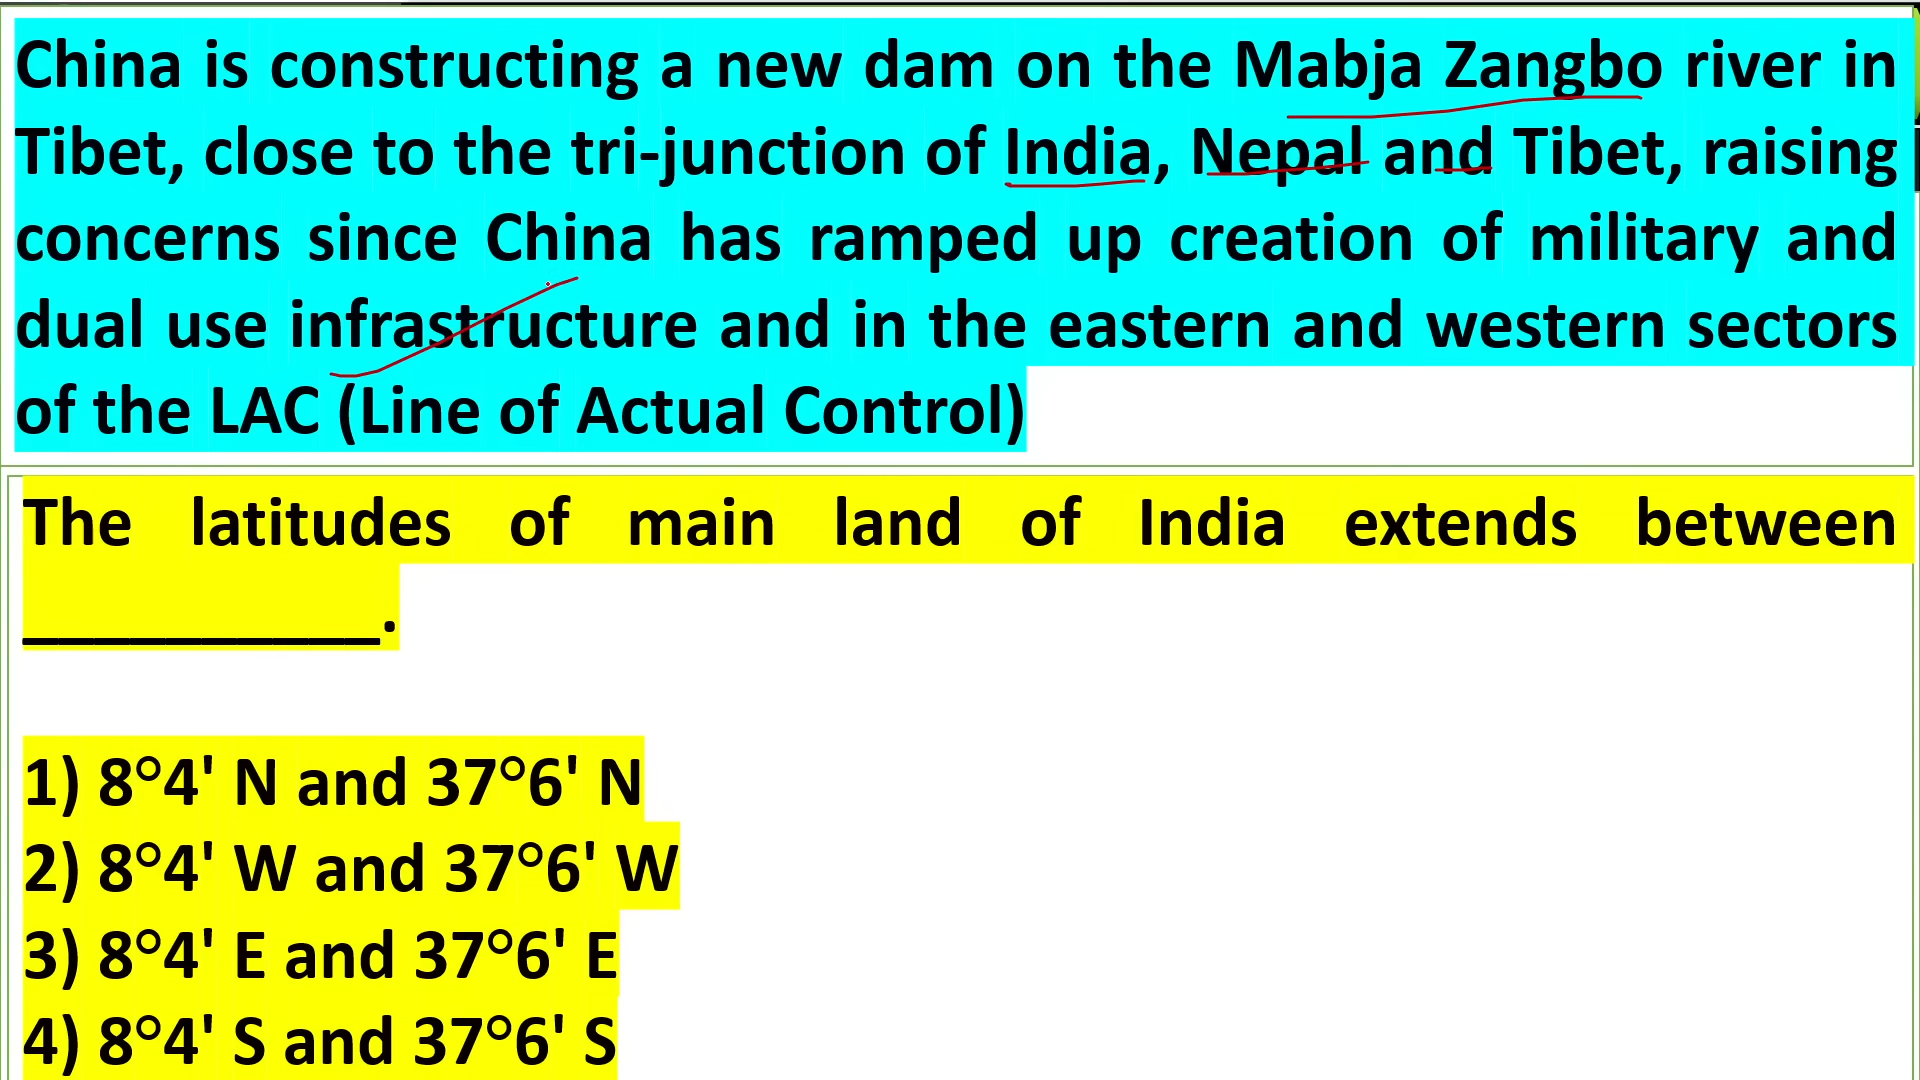 China is constructing a new dam on the Mabja Zangbo river in
Tibet, close to the tri-junction of India, Nepal and Tibet, raising
concerns since China has ramped up creation of military and
dual use infrastructure and in the eastern and western sectors
of the LAC (Line of Actual Control)
The latitudes of main land of India extends between
__________.
1) 8°4' N and 37°6' N
2) 8°4' W and 37°6' W
3) 8°4' E and 37°6' E
4) 8°4' S and 37°6' S